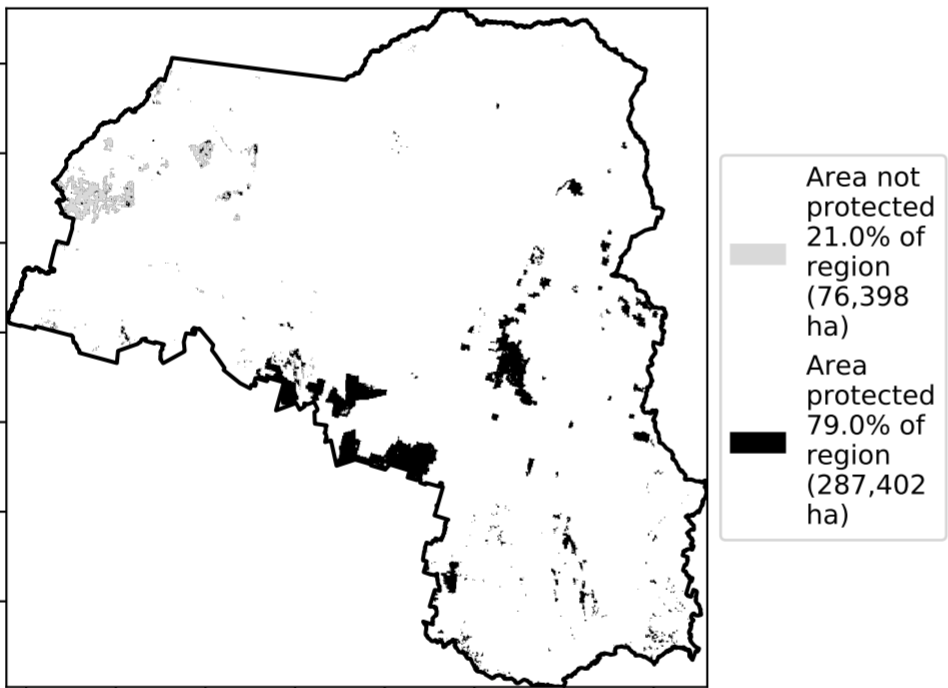 Area not
protected
21.0% of
region
(76,398
ha)
Area
protected
79.0% of
region
(287,402
ha)